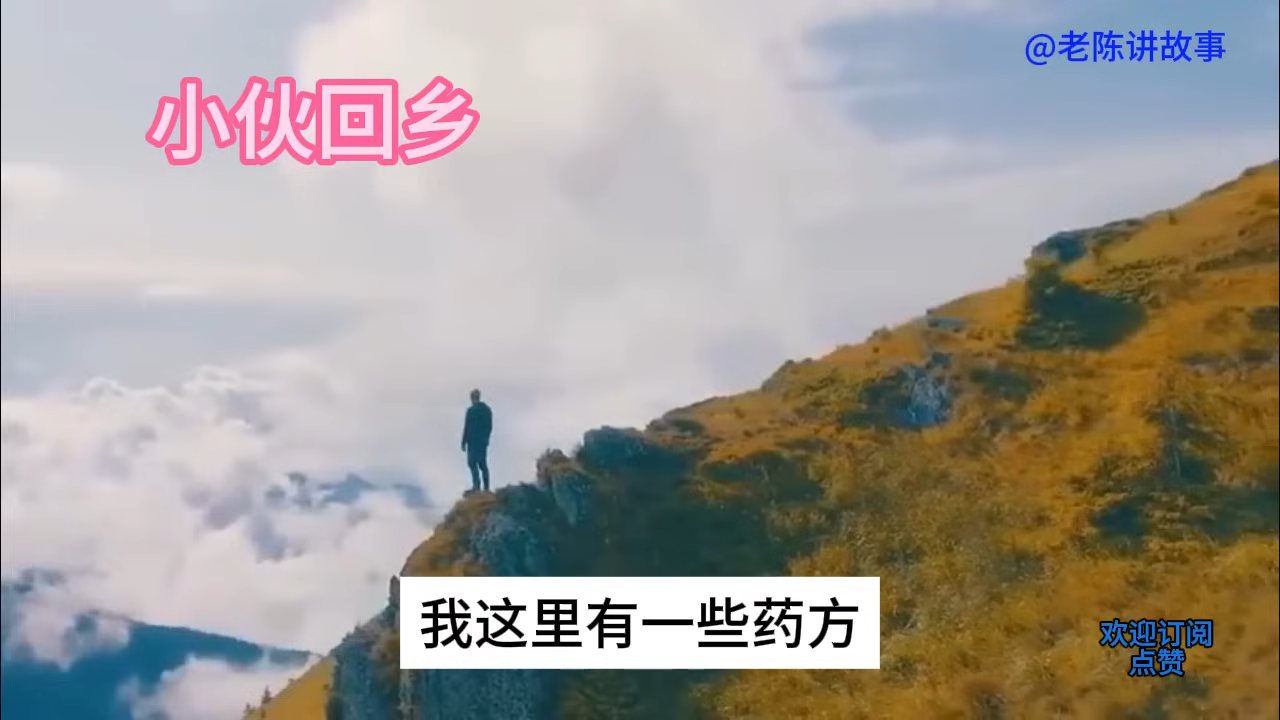 @老陈讲故事
小伙回乡
我这里有一些药方
欢迎订阅
点赞